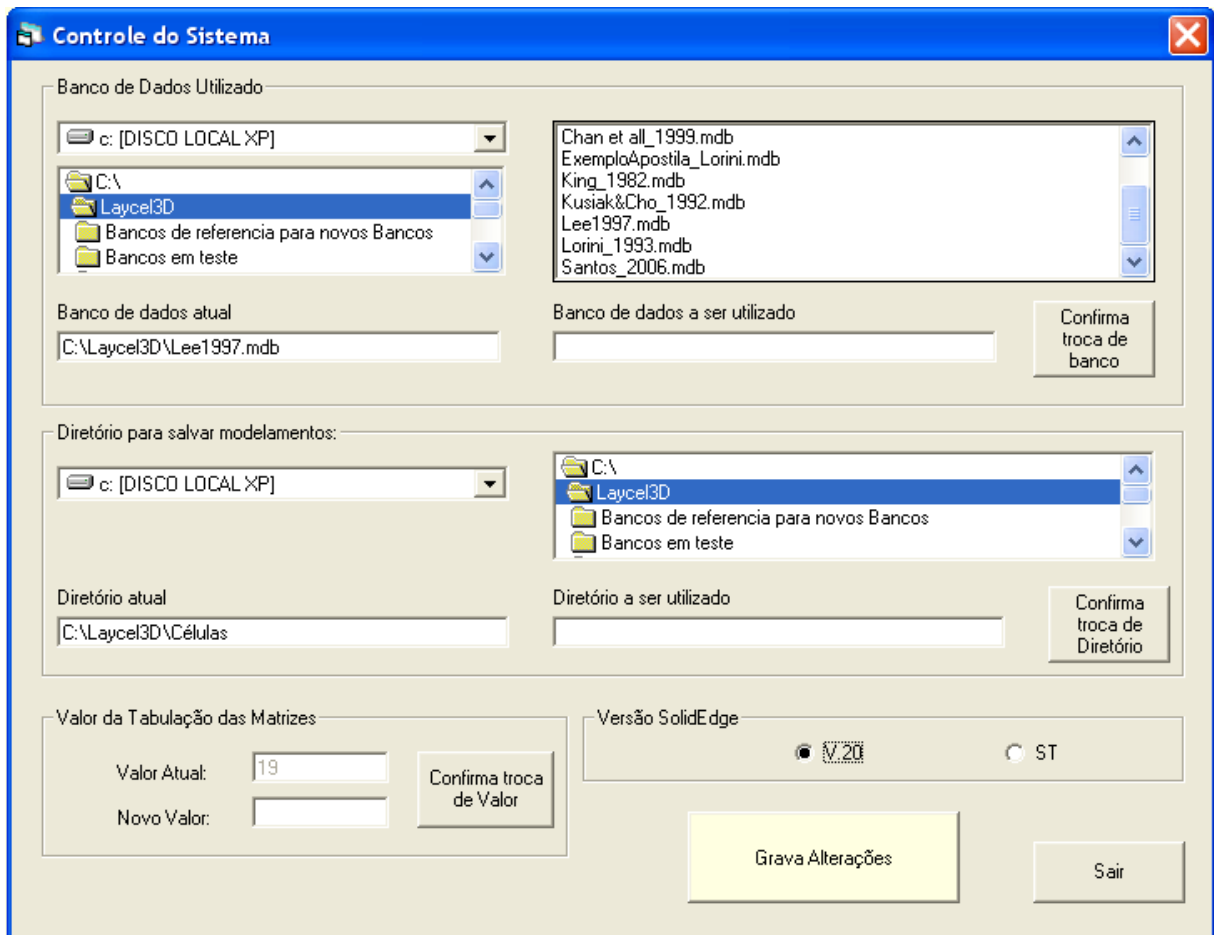 Controle do Sistema
Banco de Dados Utilizado
c: [DISCO LOCAL XP]
C:\
Laycel3D
Bancos de referencia para novos Bancos
Bancos em teste
Chan et all_1999.mdb
ExemploApostila_Lorini.mdb
King_1982.mdb
Kusiak&Cho_1992.mdb
Lee1997.mdb
Lorini_1993.mdb
Santos_2006.mdb
Banco de dados atual
C:\Laycel3D\Lee1997.mdb
Banco de dados a ser utilizado
Confirma
troca de
banco
Diretório para salvar modelamentos:
c: [DISCO LOCAL XP]
C:\
Laycel3D
Bancos de referencia para novos Bancos
Bancos em teste
Diretório atual
C:\Laycel3D\Células
Diretório a ser utilizado
Confirma
troca de
Diretório
Valor da Tabulação das Matrizes
Valor Atual:
19
Novo Valor:
Confirma troca
de Valor
Versão SolidEdge
V.20
ST
Grava Alterações
Sair